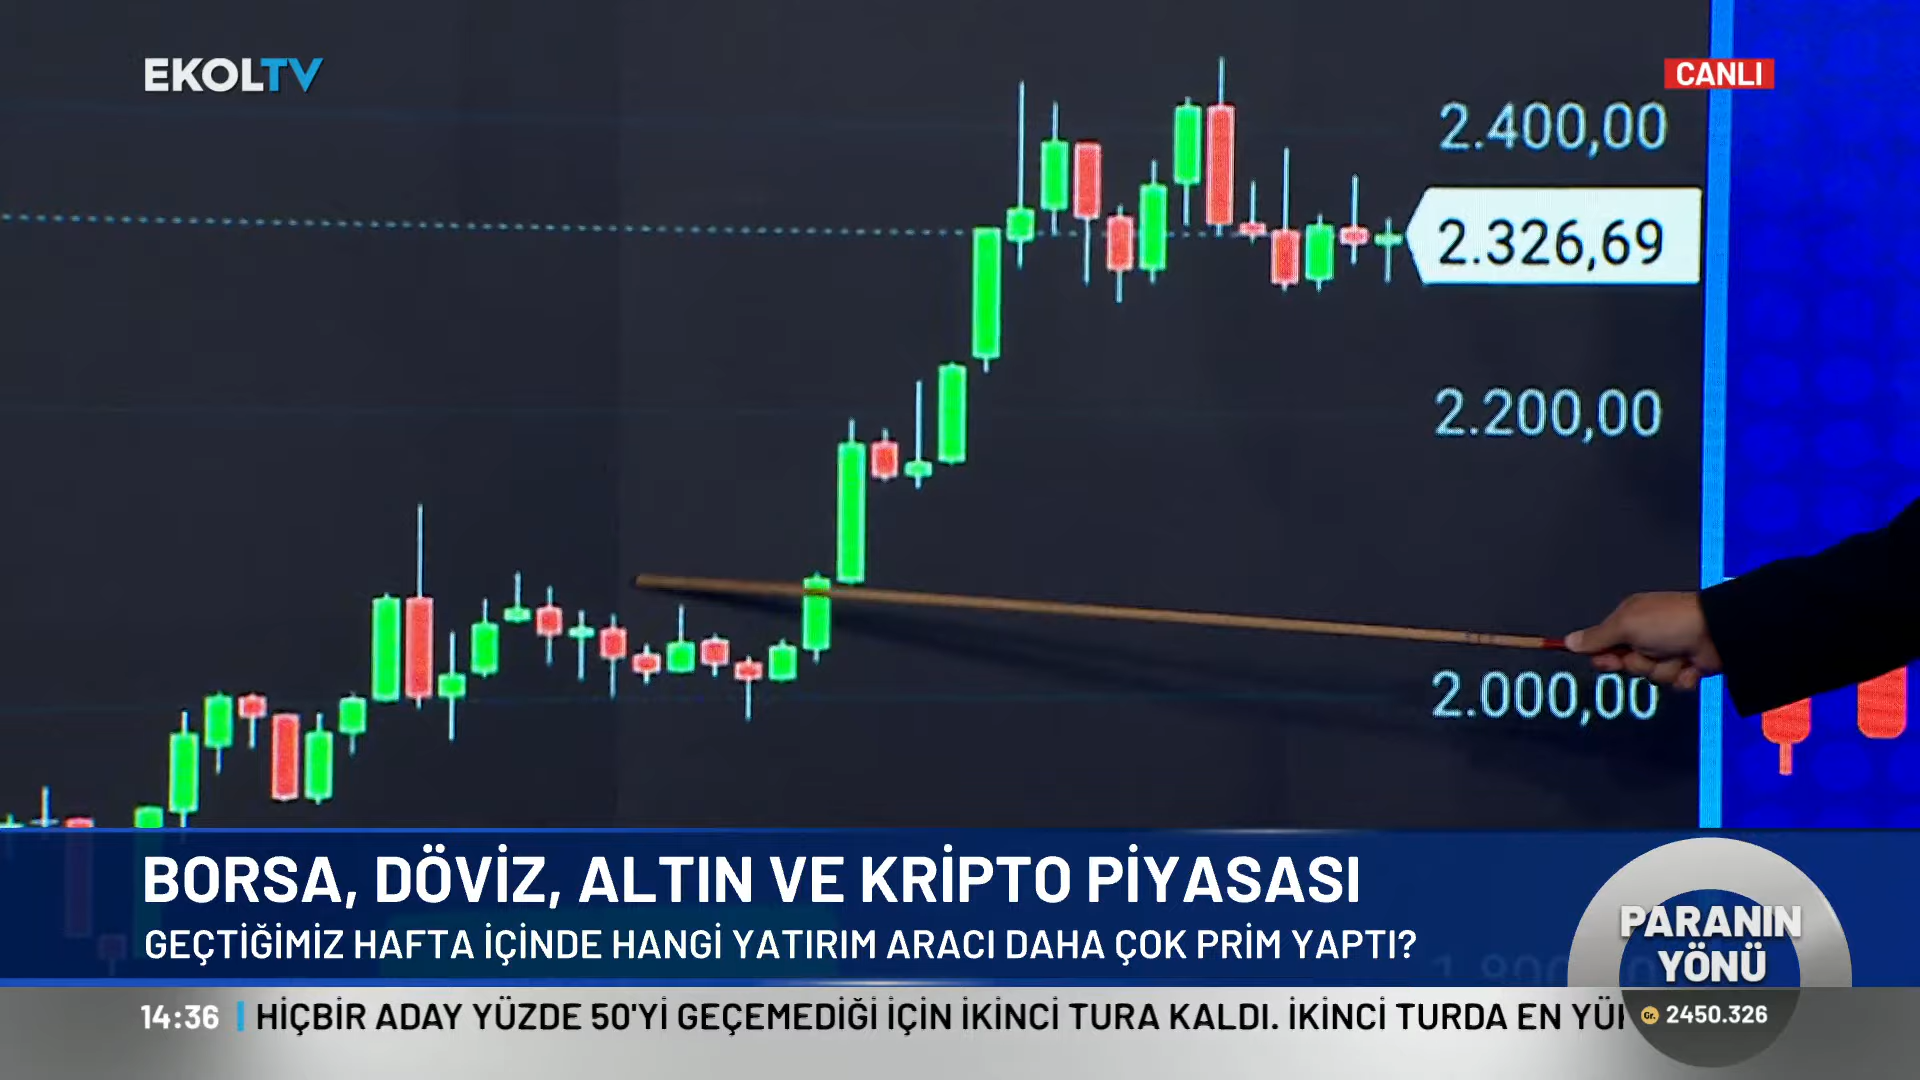 EKOLTV
CANLI
2.400,00
2.326,69
2.200,00
2.000,00
BORSA, DÖVİZ, ALTIN VE KRİPTO PİYASASI
GEÇTİĞİMİZ HAFTA İÇİNDE HANGİ YATIRIM ARACI DAHA ÇOK PRİM YAPTI?
PARANIN
YÖNÜ
14:36 HİÇBİR ADAY YÜZDE 50'Yİ GEÇEMEDİĞİ İÇİN İKİNCİ TURA KALDI. İKİNCİ TURDA EN
Gr. 2450.326